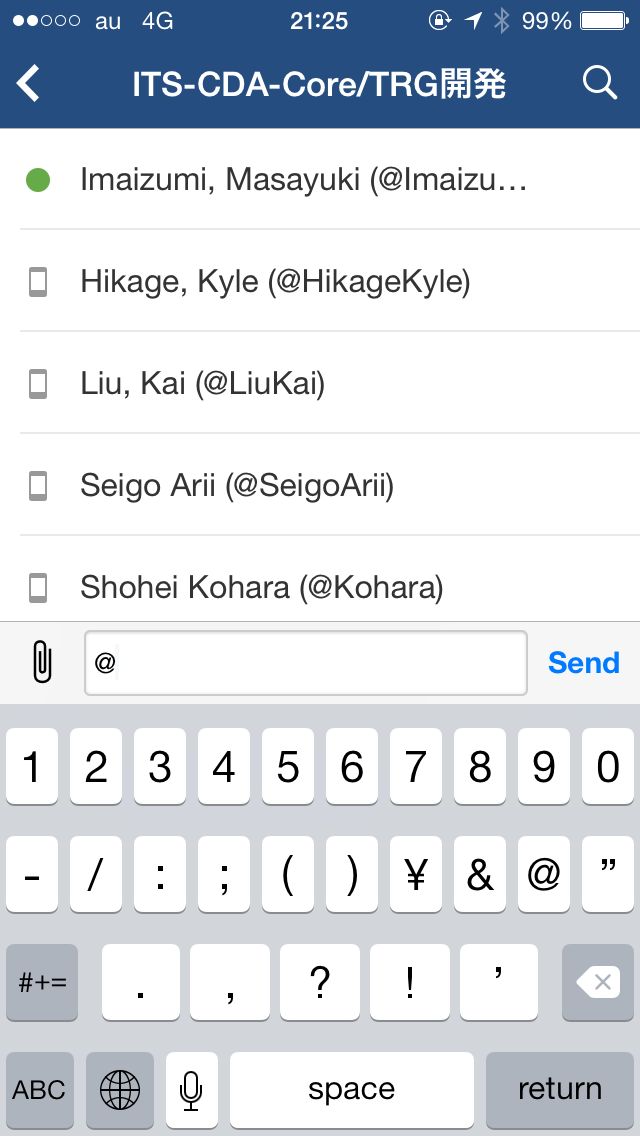 au 4G 21:25 99%
ITS-CDA-Core/TRG開発
Imaizumi, Masayuki (@Imaizu…
Hikage, Kyle (@HikageKyle)
Liu, Kai (@LiuKai)
Seigo Arii (@SeigoArii)
Shohei Kohara (@Kohara)
@ Send
1 2 3 4 5 6 7 8 9 0
- / : ; ( ) ¥ & @ ”
#+= . , ? ! ’
ABC space return